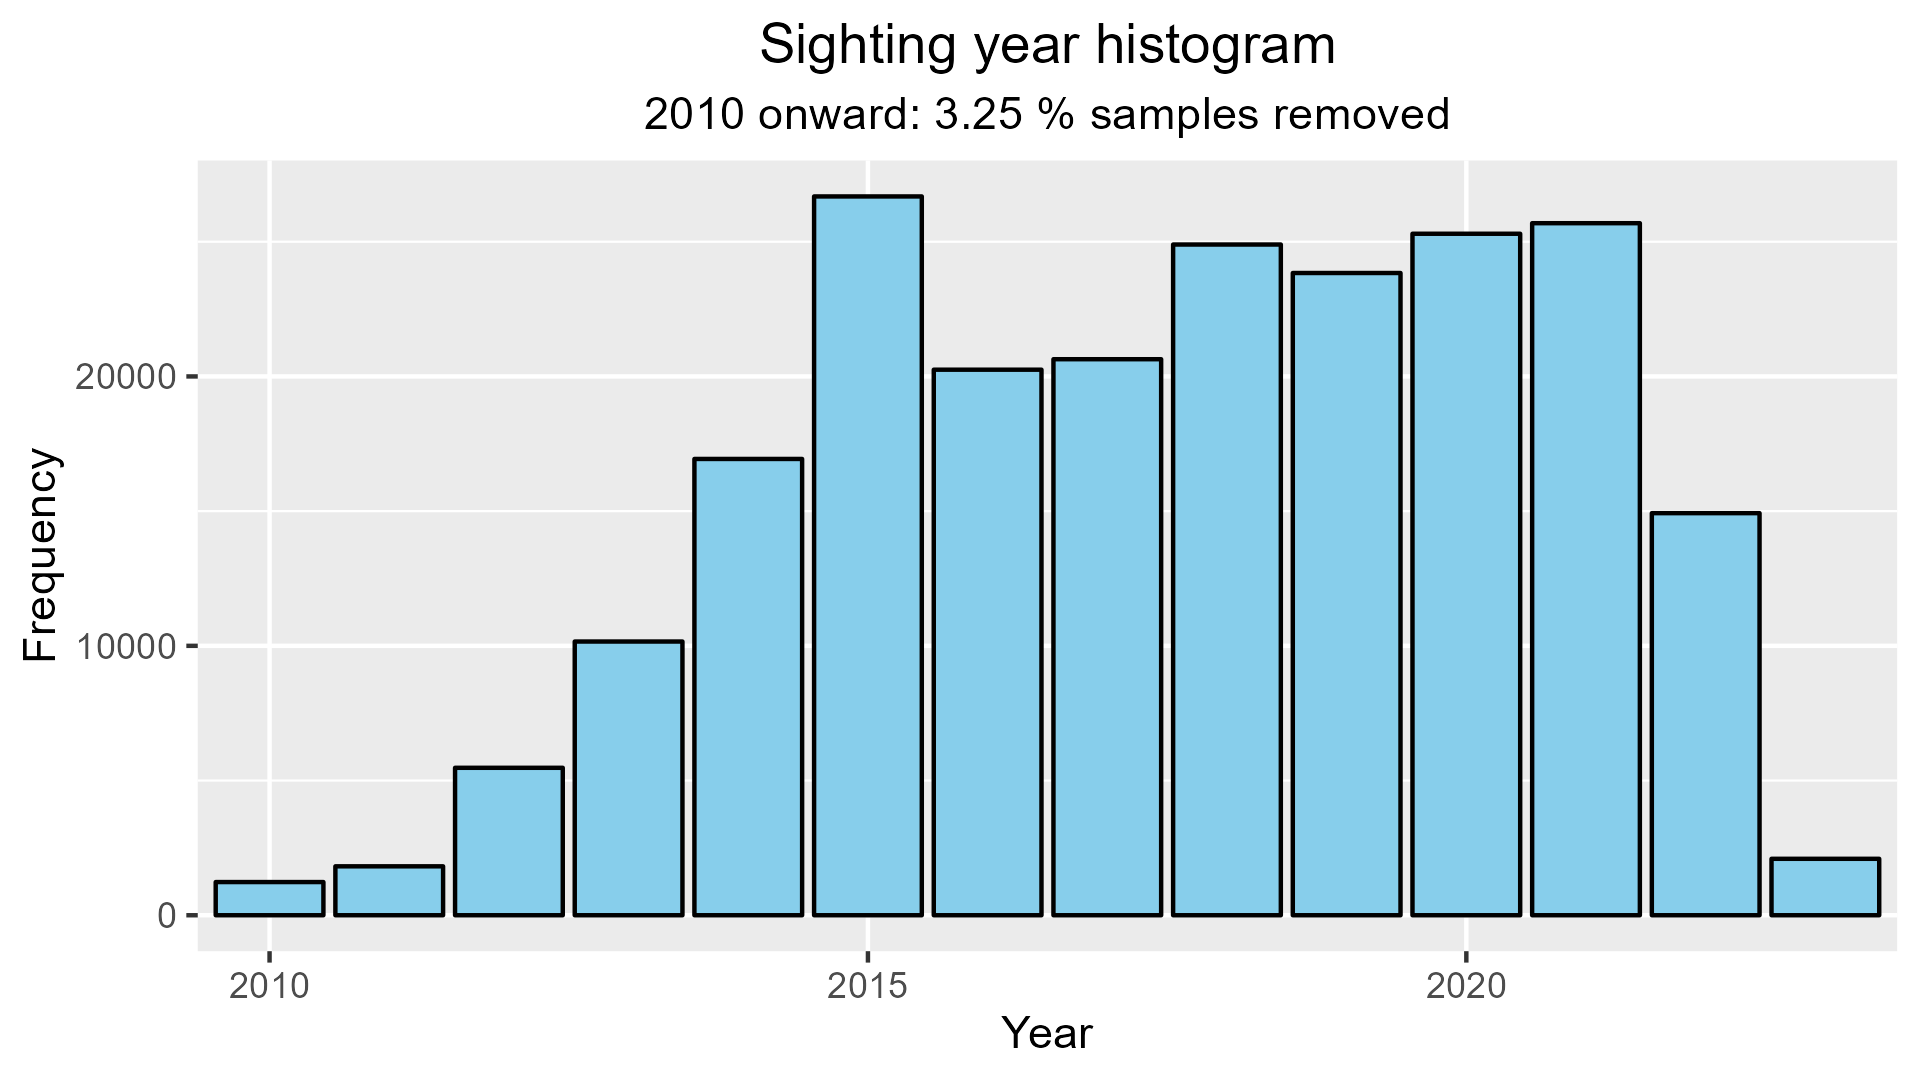 Sighting year histogram
2010 onward: 3.25 % samples removed
Frequency
20000
10000
0
2010
2015
2020
Year